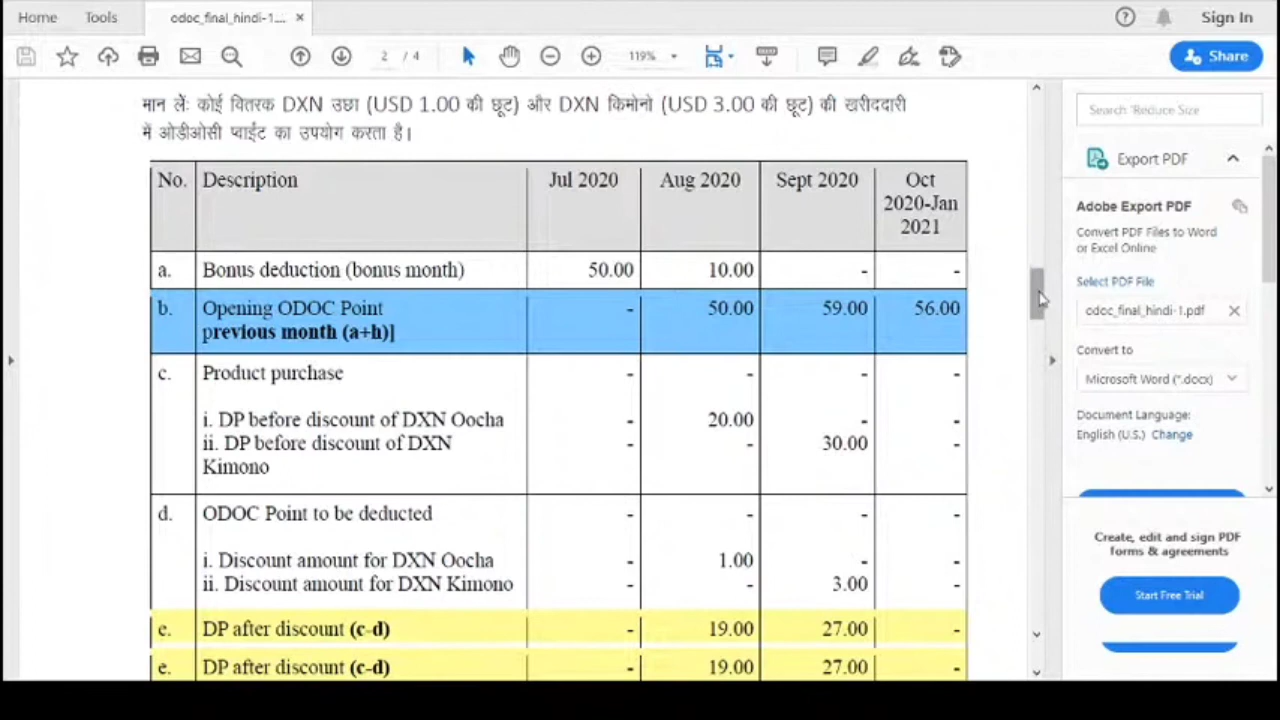 Home Tools odoc_final_hindi-1.... × Sign In
2 / 4 119% Share
मान लें: कोई वितरक DXN उछा (USD 1.00 की छूट) और DXN किमोनो (USD 3.00 की छूट) की खरीददारी
में ओडीओसी प्वाईंट का उपयोग करता है।
No. Description Jul 2020 Aug 2020 Sept 2020 Oct
2020-Jan
2021
a. Bonus deduction (bonus month) 50.00 10.00 - -
b. Opening ODOC Point - 50.00 59.00 56.00
previous month (a+h)]
c. Product purchase - - - -
i. DP before discount of DXN Oocha - 20.00 - -
ii. DP before discount of DXN - - 30.00 -
Kimono
d. ODOC Point to be deducted - - - -
i. Discount amount for DXN Oocha - 1.00 - -
ii. Discount amount for DXN Kimono - - 3.00 -
e. DP after discount (c-d) - 19.00 27.00 -
e. DP after discount (c-d) - 19.00 27.00 -
Search 'Reduce Size
Export PDF
Adobe Export PDF
Convert PDF Files to Word
or Excel Online
Select PDF File
odoc_final_hindi-1.pdf ×
Convert to
Microsoft Word (*.docx)
Document Language:
English (U.S.) Change
Create, edit and sign PDF
forms & agreements
Start Free Trial